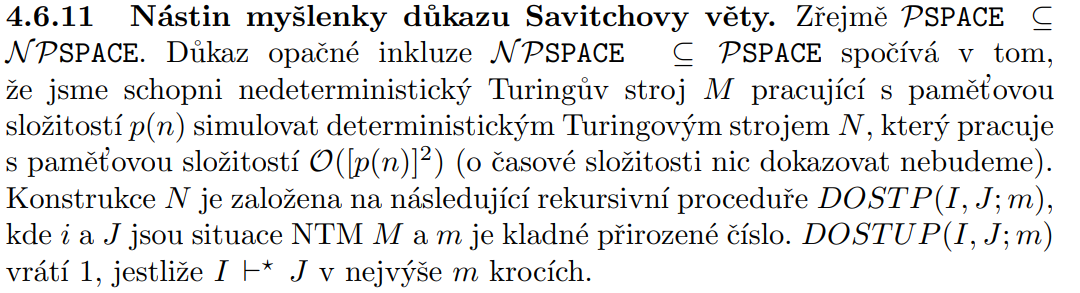 4.6.11 Nástin myšlenky důkazu Savitchovy věty. Zřejmě 𝒫SPACE ⊆
𝒩𝒫SPACE. Důkaz opačné inkluze 𝒩𝒫SPACE ⊆ 𝒫SPACE spočívá v tom,
že jsme schopni nedeterministický Turingův stroj M pracující s paměťovou
složitostí p(n) simulovat deterministickým Turingovým strojem N, který pracuje
s paměťovou složitostí 𝒪([p(n)]²) (o časové složitosti nic dokazovat nebudeme).
Konstrukce N je založena na následující rekursivní proceduře DOSTP(I, J; m),
kde i a J jsou situace NTM M a m je kladné přirozené číslo. DOSTUP(I, J; m)
vrátí 1, jestliže I ⊢⋆ J v nejvýše m krocích.